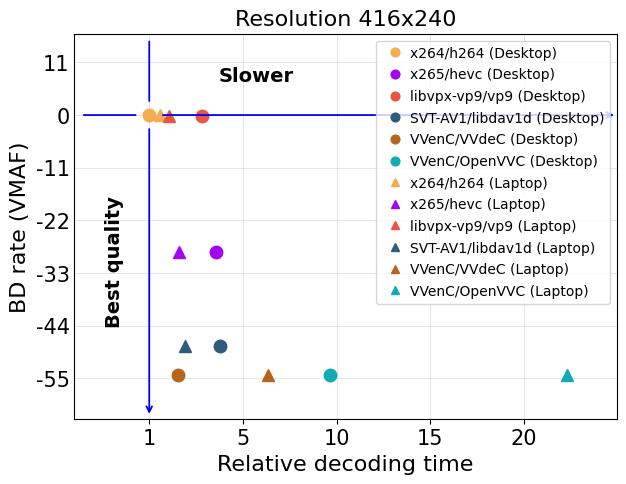 Resolution 416x240
BD rate (VMAF)
11
0
-11
-22
-33
-44
-55
Slower
Best quality
x264/h264 (Desktop)
x265/hevc (Desktop)
libvpx-vp9/vp9 (Desktop)
SVT-AV1/libdav1d (Desktop)
VVenC/VVdeC (Desktop)
VVenC/OpenVVC (Desktop)
x264/h264 (Laptop)
x265/hevc (Laptop)
libvpx-vp9/vp9 (Laptop)
SVT-AV1/libdav1d (Laptop)
VVenC/VVdeC (Laptop)
VVenC/OpenVVC (Laptop)
1 5 10 15 20
Relative decoding time